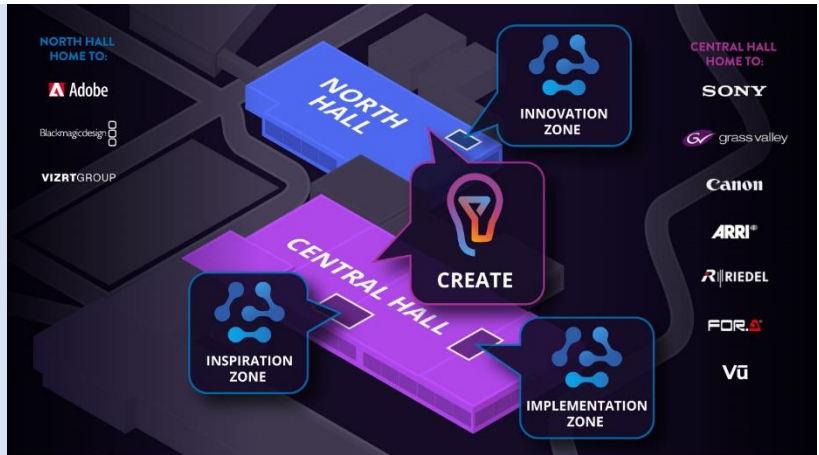 NORTH HALL
HOME TO:
Adobe
Blackmagicdesign
VIZRTGROUP
NORTH
HALL
INNOVATION
ZONE
CREATE
CENTRAL HALL
INSPIRATION
ZONE
IMPLEMENTATION
ZONE
CENTRAL HALL
HOME TO:
SONY
GV grass valley
Canon
ARRI®
RIEDEL
FOR.A
Vū